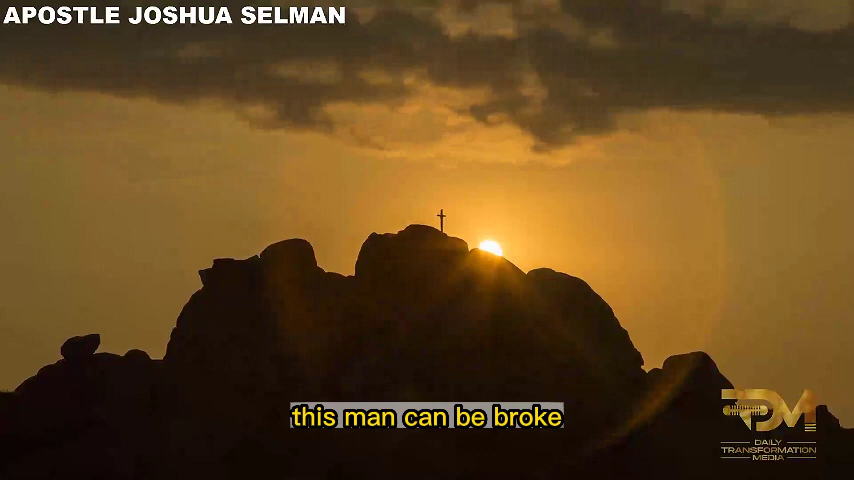 APOSTLE JOSHUA SELMAN
this man can be broke
DAILY
TRANSFORMATION
MEDIA